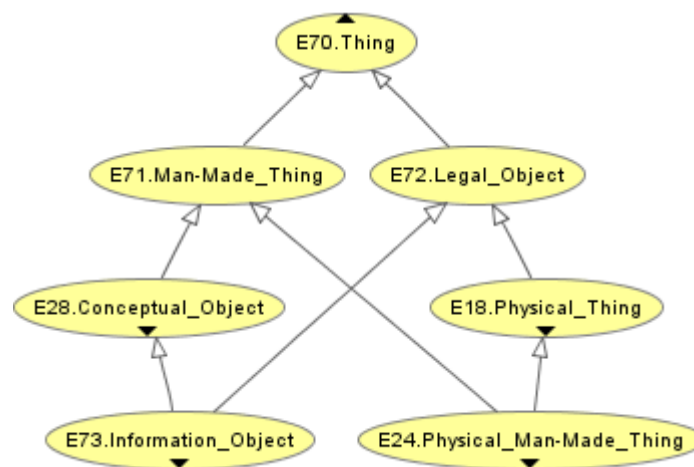 E70.Thing
E71.Man-Made_Thing
E72.Legal_Object
E28.Conceptual_Object
E18.Physical_Thing
E73.Information_Object
E24.Physical_Man-Made_Thing